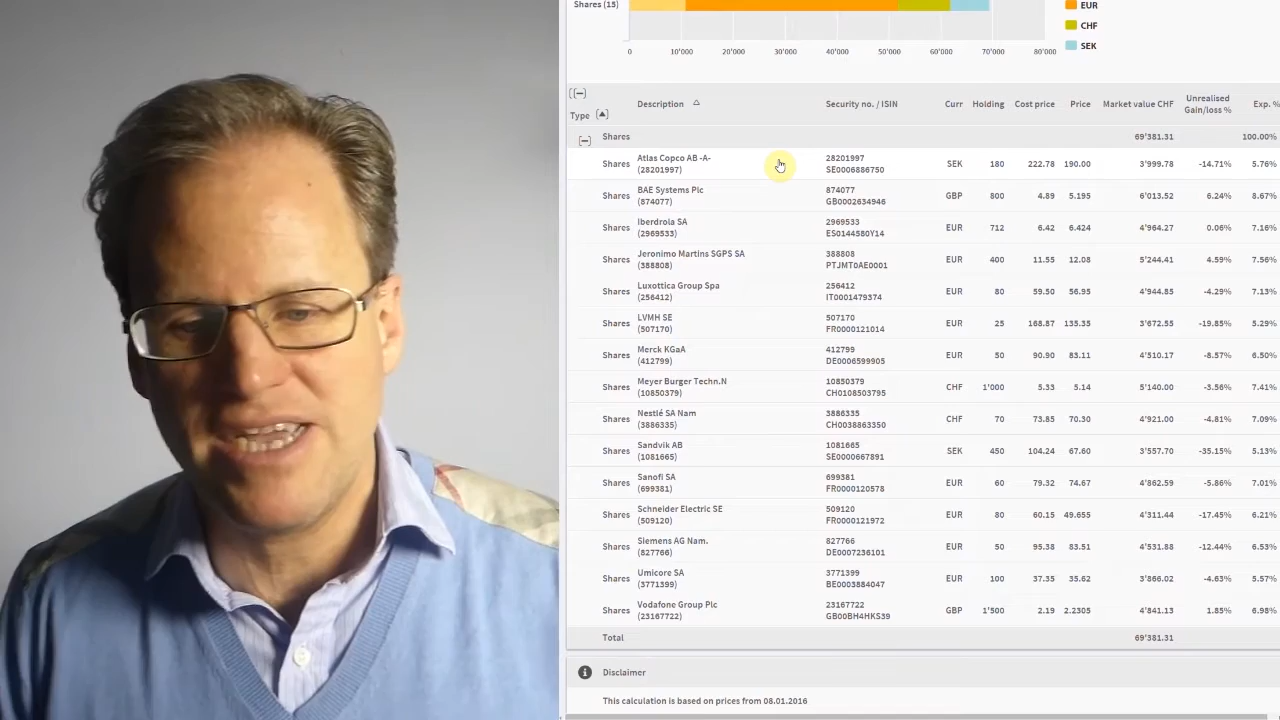 Shares (15)
EUR
CHF
SEK
0 10'000 20'000 30'000 40'000 50'000 60'000 70'000 80'000
Type
Description Security no. / ISIN Curr Holding Cost price Price Market value CHF Unrealised Gain/loss % Exp. %
Shares 69'381.31 100.00%
Shares Atlas Copco AB -A- 28201997 SEK 180 222.78 190.00 3'999.78 -14.71% 5.76%
(28201997) SE0006886750
Shares BAE Systems Plc 874077 GBP 800 4.89 5.195 6'013.52 6.24% 8.67%
(874077) GB0002634946
Shares Iberdrola SA 2969533 EUR 712 6.42 6.424 4'964.27 0.06% 7.16%
(2969533) ES0144580Y14
Shares Jeronimo Martins SGPS SA 388808 EUR 400 11.55 12.08 5'244.41 4.59% 7.56%
(388808) PTJMT0AE0001
Shares Luxottica Group Spa 256412 EUR 80 59.50 56.95 4'944.85 -4.29% 7.13%
(256412) IT0001479374
Shares LVMH SE 507170 EUR 25 168.87 135.35 3'672.55 -19.85% 5.29%
(507170) FR0000121014
Shares Merck KGaA 412799 EUR 50 90.90 83.11 4'510.17 -8.57% 6.50%
(412799) DE0006599905
Shares Meyer Burger Techn.N 10850379 CHF 1'000 5.33 5.14 5'140.00 -3.56% 7.41%
(10850379) CH0108503795
Shares Nestlé SA Nam 3886335 CHF 70 73.85 70.30 4'921.00 -4.81% 7.09%
(3886335) CH0038863350
Shares Sandvik AB 1081665 SEK 450 104.24 67.60 3'557.70 -35.15% 5.13%
(1081665) SE0000667891
Shares Sanofi SA 699381 EUR 60 79.32 74.67 4'862.59 -5.86% 7.01%
(699381) FR0000120578
Shares Schneider Electric SE 509120 EUR 80 60.15 49.655 4'311.44 -17.45% 6.21%
(509120) FR0000121972
Shares Siemens AG Nam. 827766 EUR 50 95.38 83.51 4'531.88 -12.44% 6.53%
(827766) DE0007236101
Shares Umicore SA 3771399 EUR 100 37.35 35.62 3'866.02 -4.63% 5.57%
(3771399) BE0003884047
Shares Vodafone Group Plc 23167722 GBP 1'500 2.19 2.2305 4'841.13 1.85% 6.98%
(23167722) GB00BH4HKS39
Total 69'381.31
Disclaimer
This calculation is based on prices from 08.01.2016